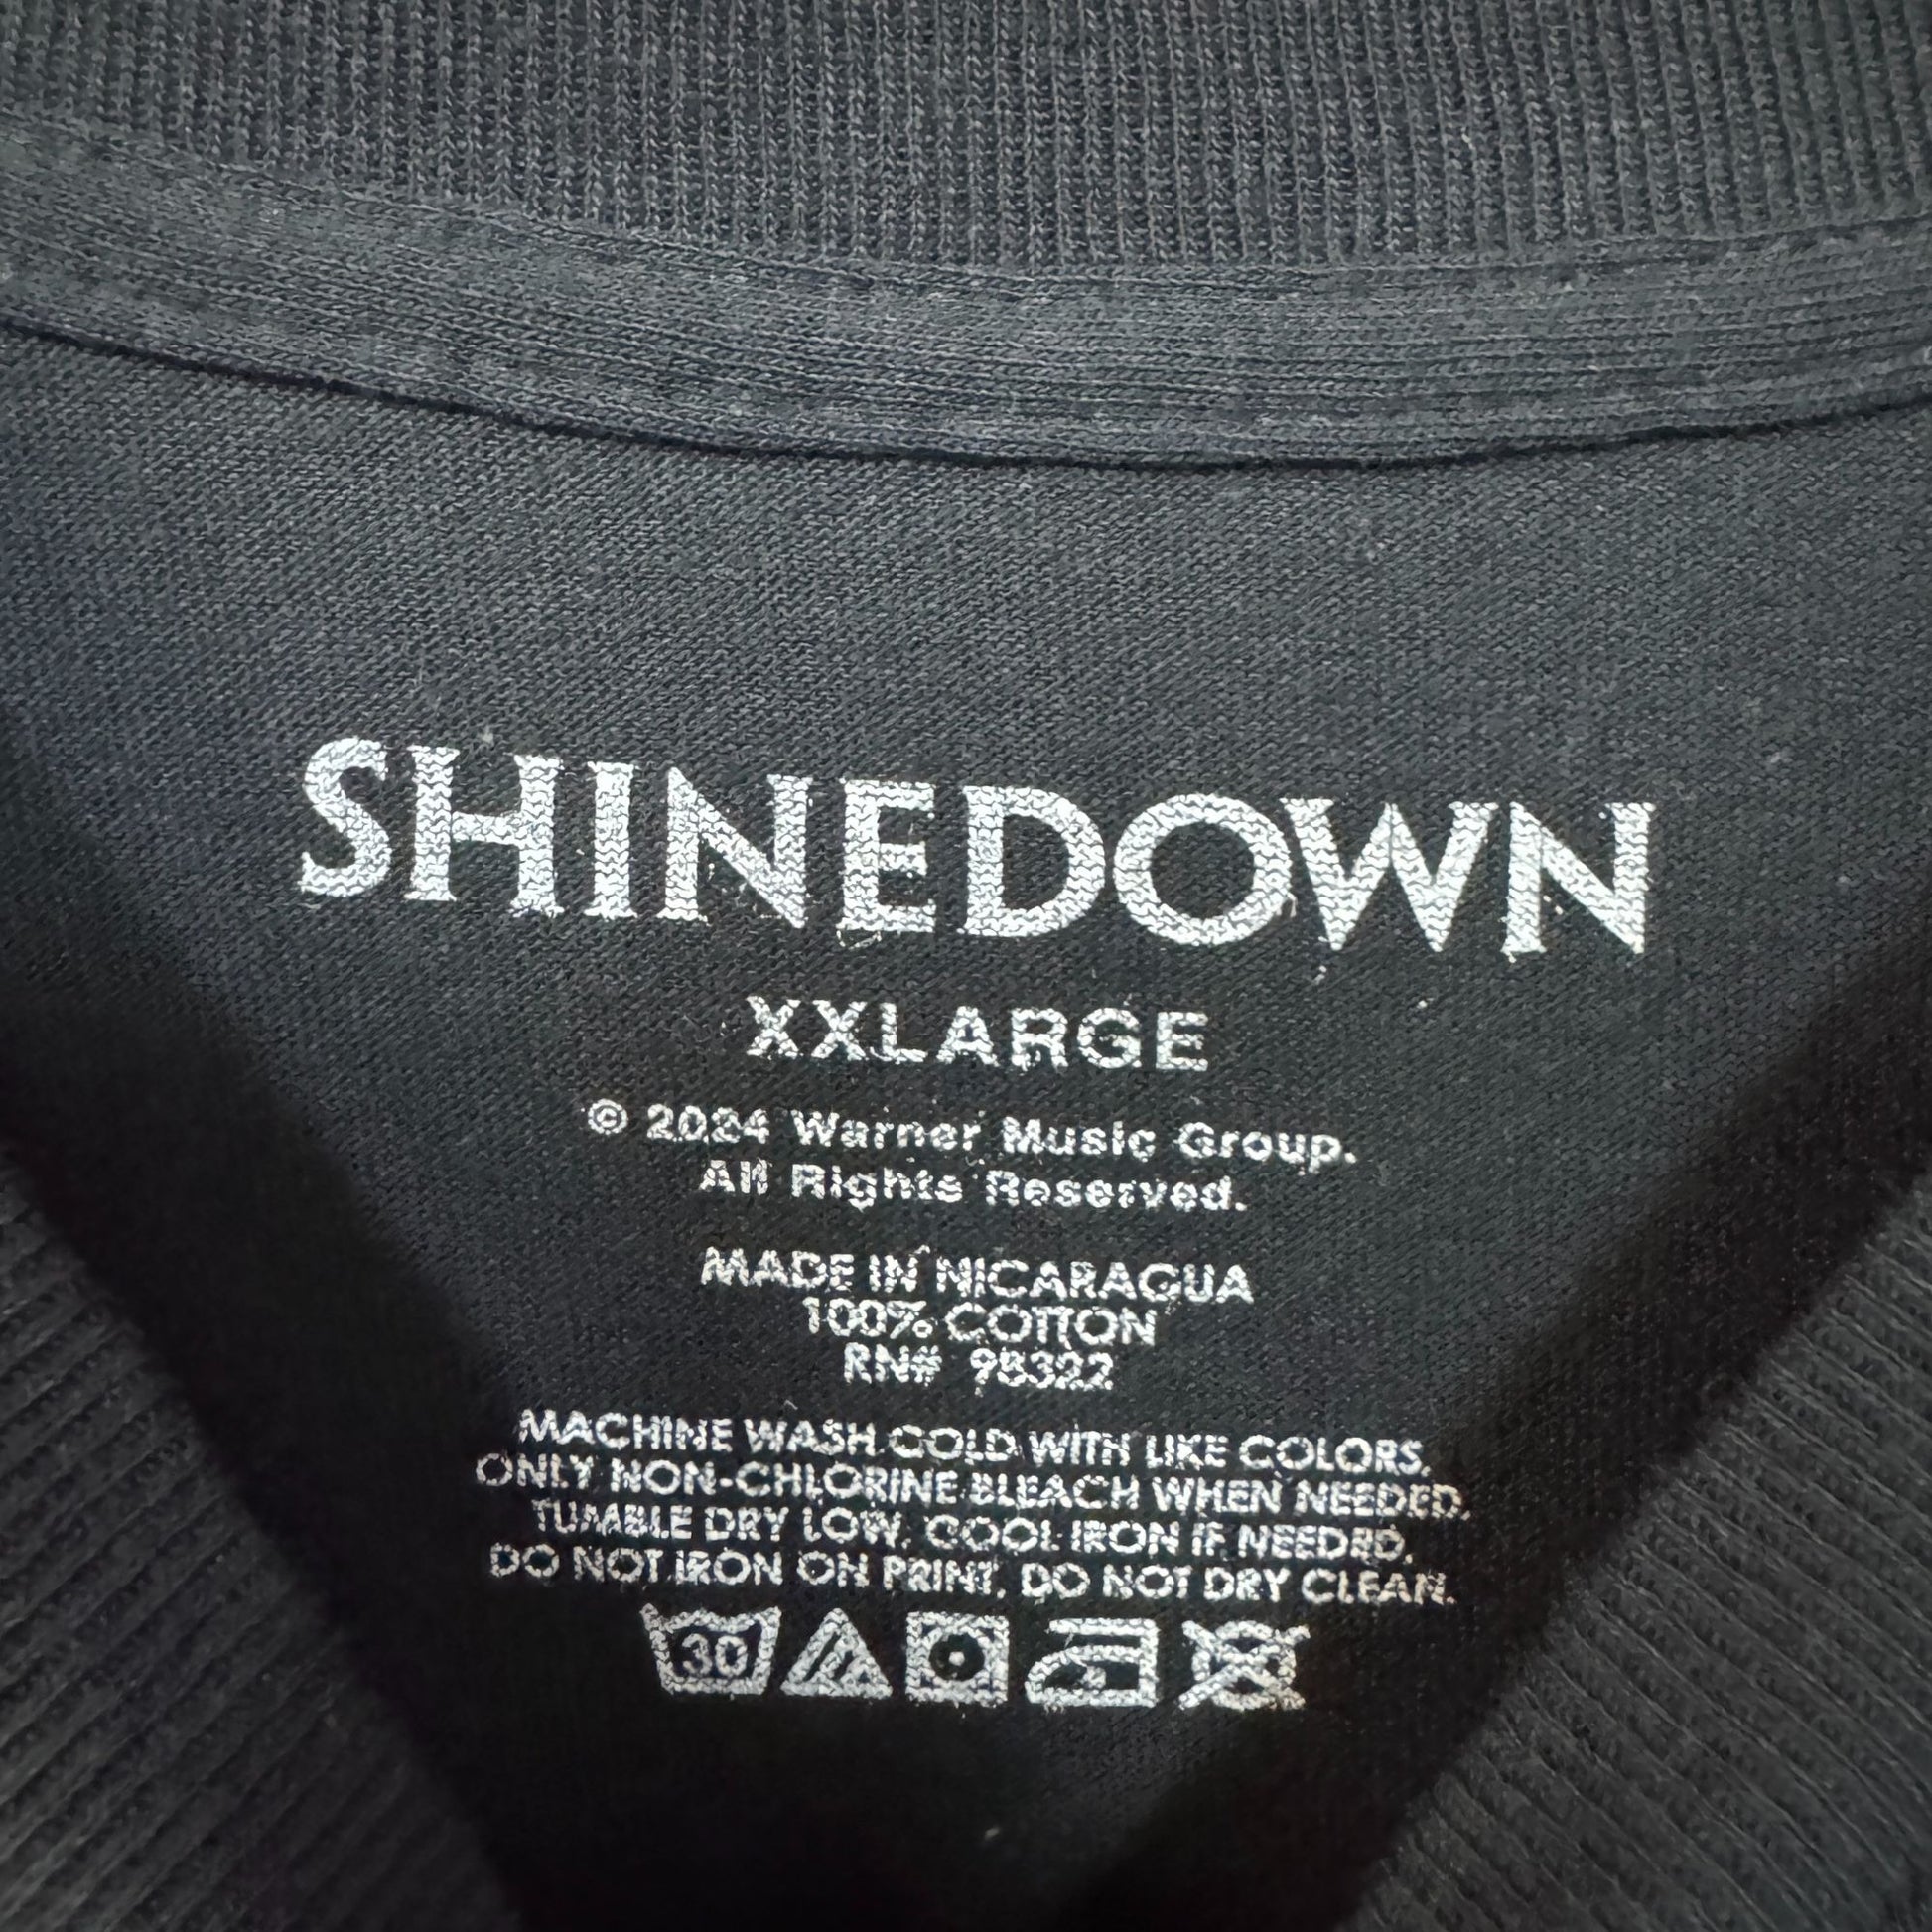 SHINEDOWN
XXLARGE
© 2024 Warner Music Group.
All Rights Reserved.
MADE IN NICARAGUA
100% COTTON
RN# 98322
MACHINE WASH COLD WITH LIKE COLORS.
ONLY NON-CHLORINE BLEACH WHEN NEEDED.
TUMBLE DRY LOW. COOL IRON IF NEEDED.
DO NOT IRON ON PRINT. DO NOT DRY CLEAN.
30